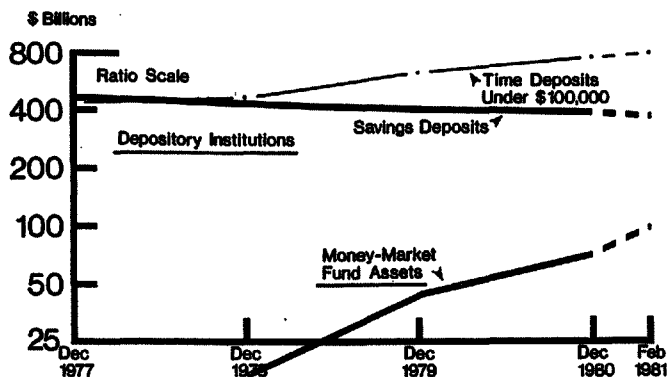 $ Billions
800
Ratio Scale
Time Deposits
Under $100,000
400
Savings Deposits
Depository Institutions
200
100
Money-Market
Fund Assets
50
25
Dec
1977
Dec
1978
Dec
1979
Dec
1980
Feb
1981